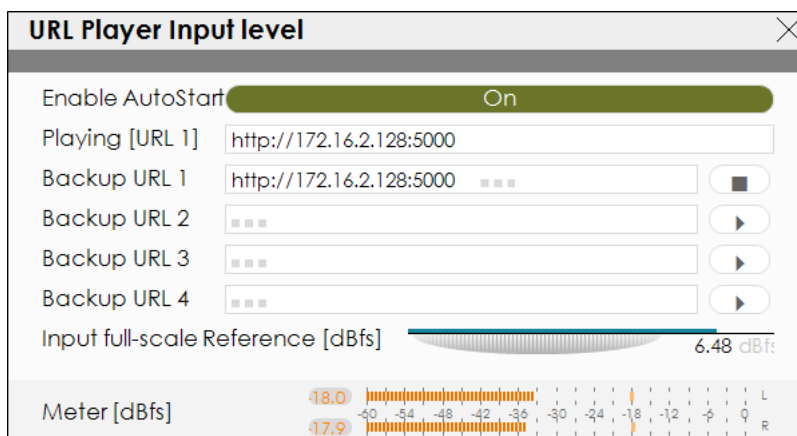 URL Player Input level
Enable AutoStart On
Playing [URL 1] http://172.16.2.128:5000
Backup URL 1 http://172.16.2.128:5000
Backup URL 2
Backup URL 3
Backup URL 4
Input full-scale Reference [dBfs] 6.48 dBfs
-18.0 L
Meter [dBfs] -60 -54 -48 -42 -36 -30 -24 -18 -12 -6 0
-17.9 R